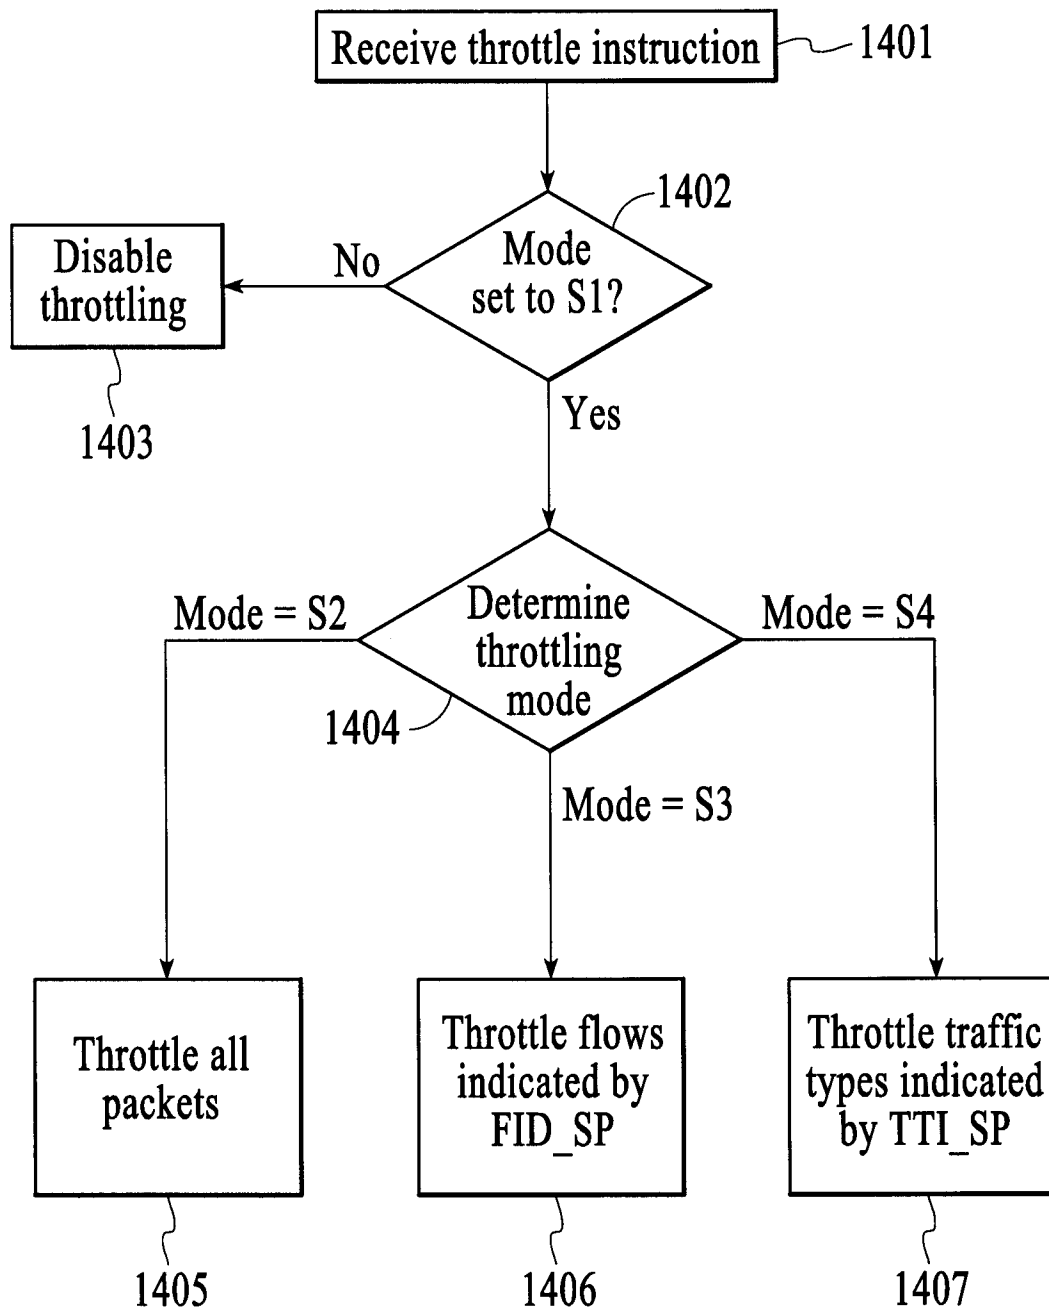 Receive throttle instruction
1401
1402
Mode
set to S1?
No
Disable
throttling
1403
Yes
Determine
throttling
mode
1404
Mode = S2
Mode = S4
Mode = S3
Throttle all
packets
Throttle flows
indicated by
FID_SP
Throttle traffic
types indicated
by TTI_SP
1405
1406
1407